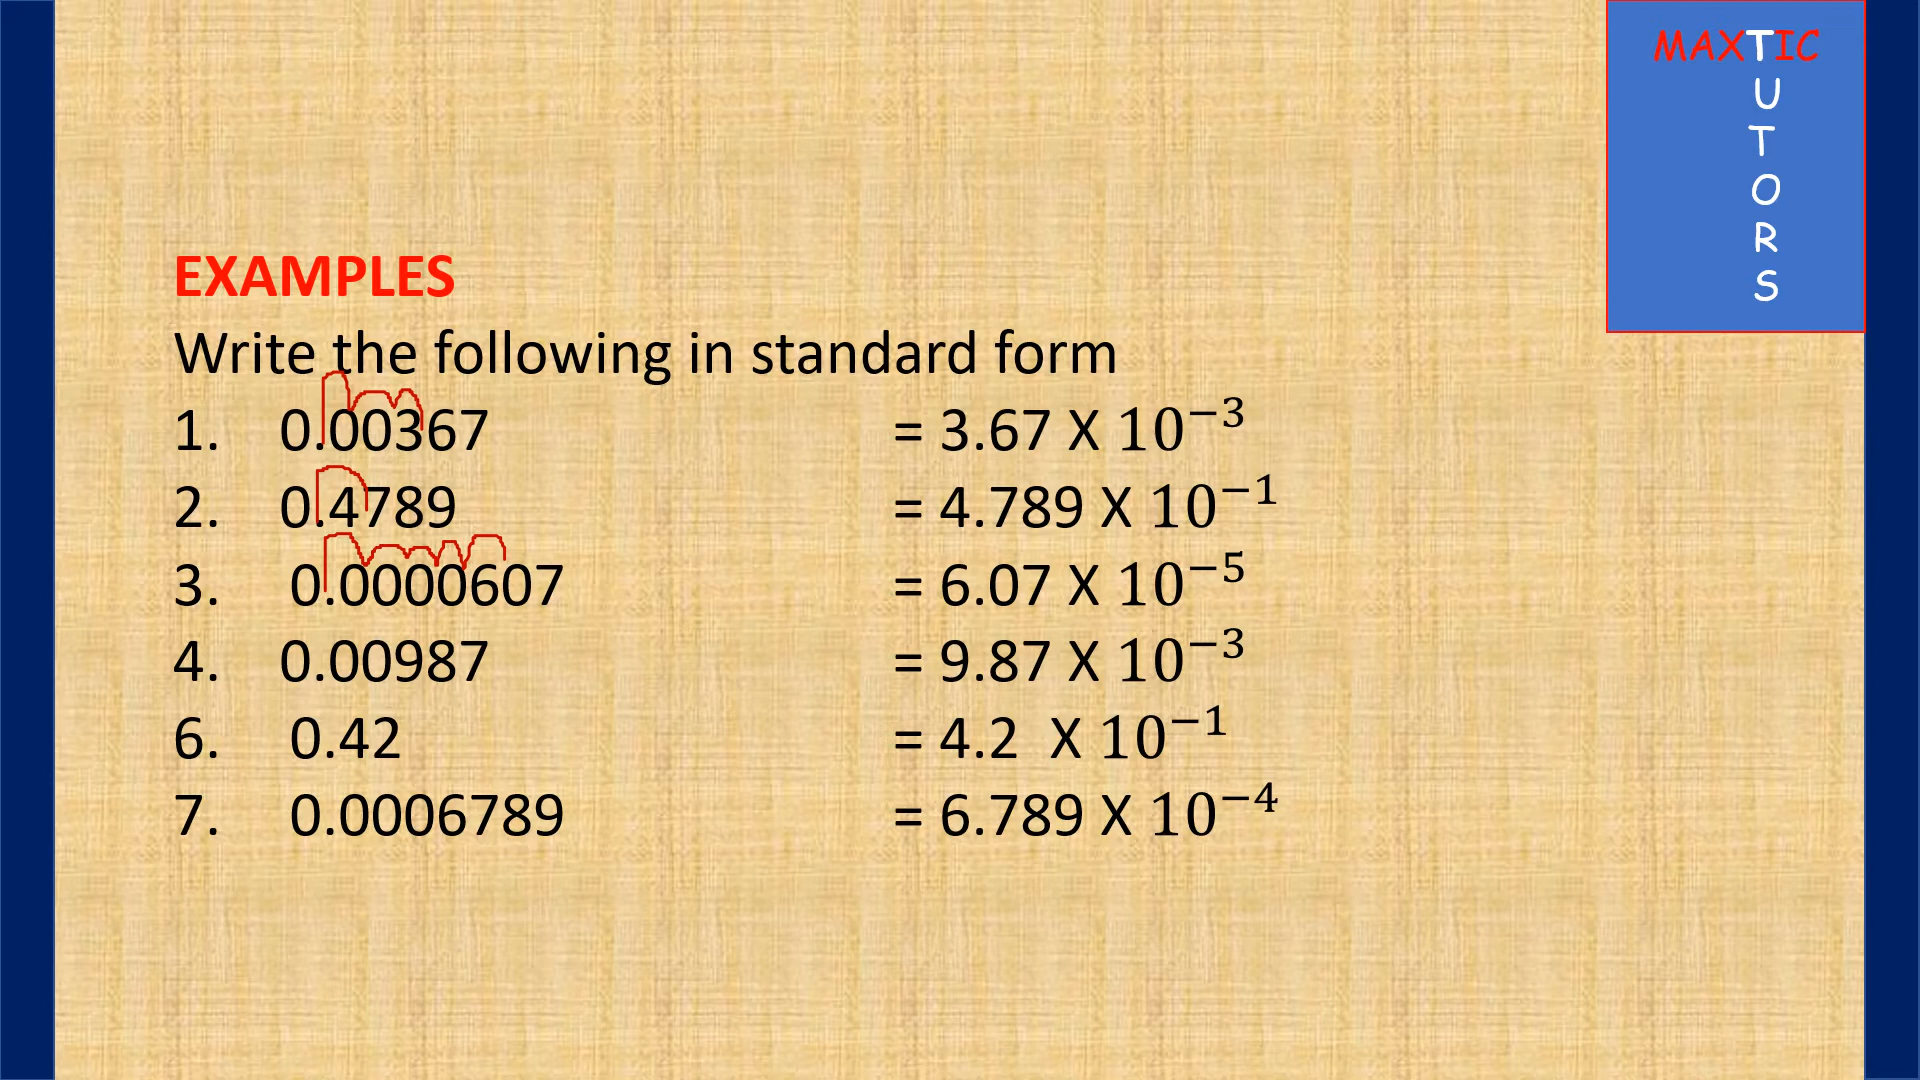 MAXTIC
U
T
O
R
S
EXAMPLES
Write the following in standard form
1. 0.00367 = 3.67 X 10⁻³
2. 0.4789 = 4.789 X 10⁻¹
3. 0.0000607 = 6.07 X 10⁻⁵
4. 0.00987 = 9.87 X 10⁻³
6. 0.42 = 4.2 X 10⁻¹
7. 0.0006789 = 6.789 X 10⁻⁴